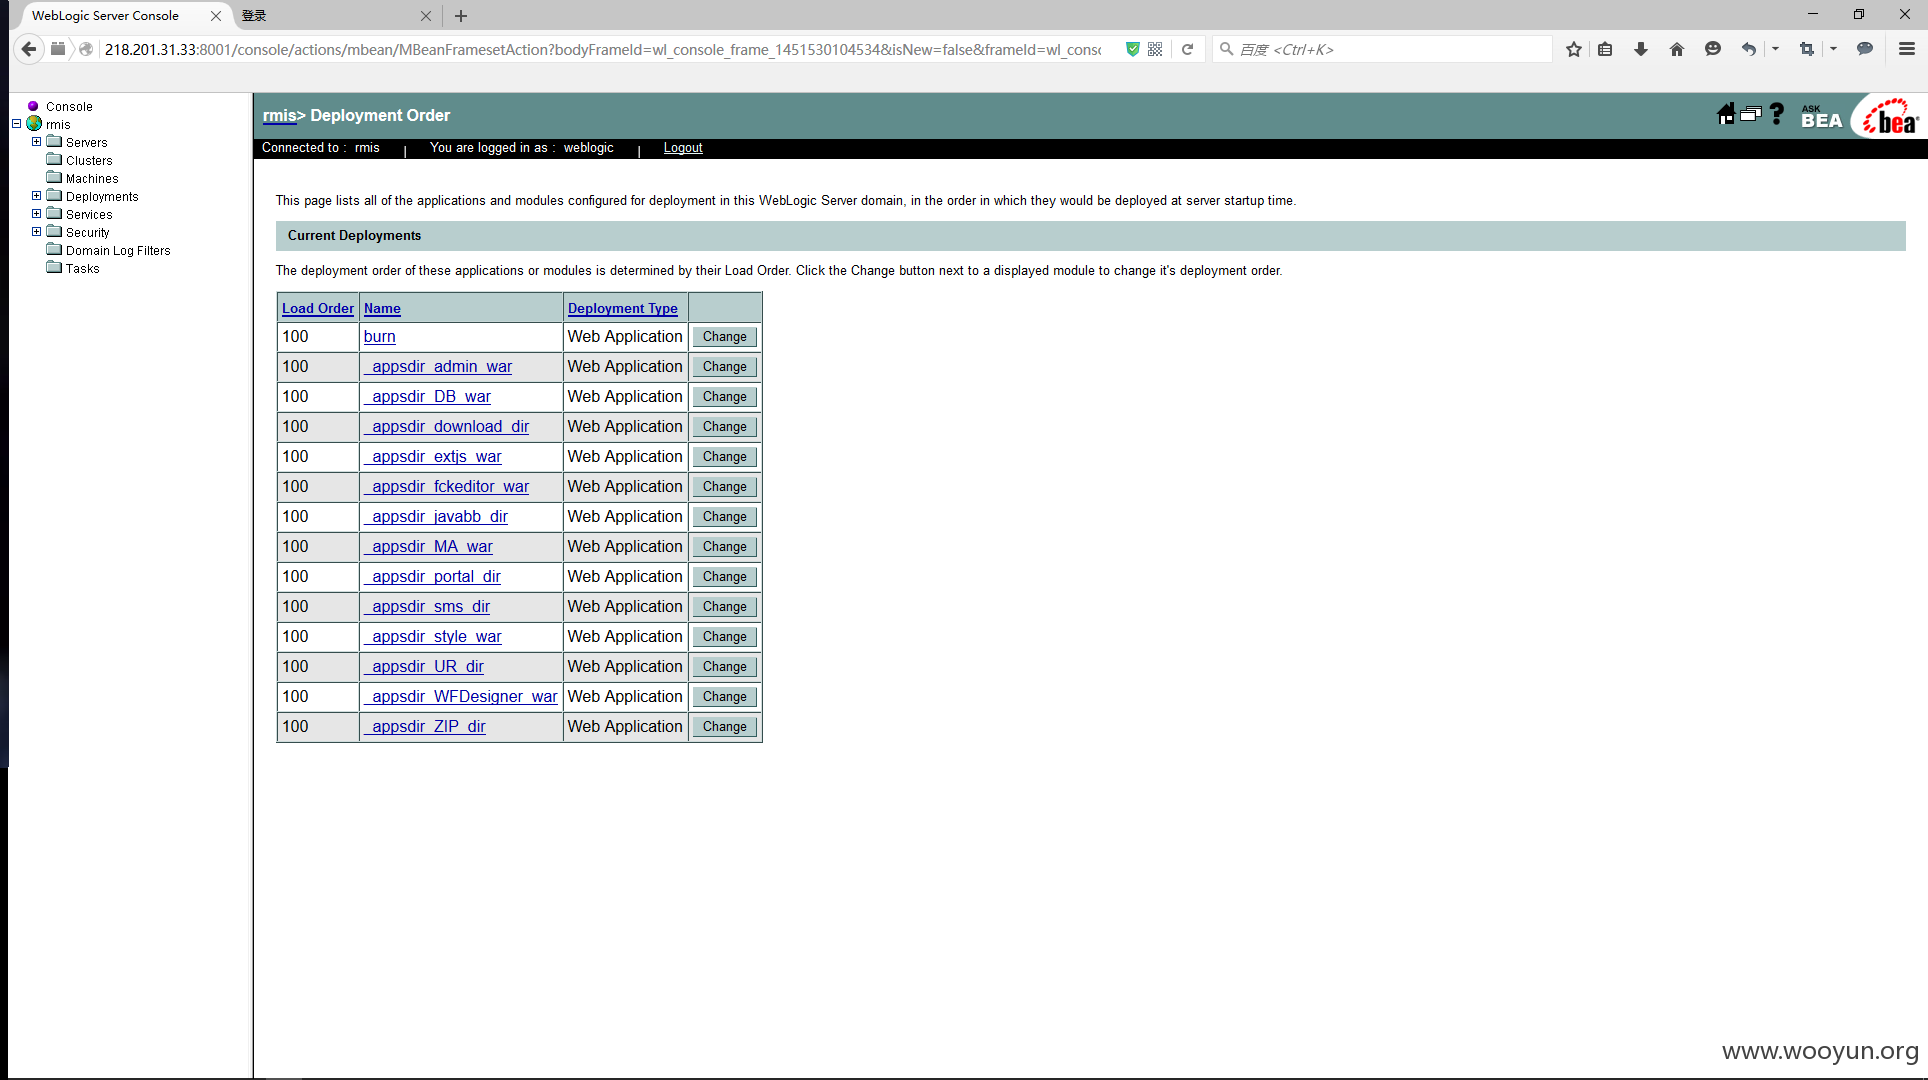 WebLogic Server Console
登录
218.201.31.33:8001/console/actions/mbean/MBeanFramesetAction?bodyFrameId=wl_console_frame_1451530104534&isNew=false&frameId=wl_consc
百度 <Ctrl+K>
Console
rmis
Servers
Clusters
Machines
Deployments
Services
Security
Domain Log Filters
Tasks
rmis> Deployment Order
ASK
BEA
bea
Connected to : rmis | You are logged in as : weblogic | Logout
This page lists all of the applications and modules configured for deployment in this WebLogic Server domain, in the order in which they would be deployed at server startup time.
Current Deployments
The deployment order of these applications or modules is determined by their Load Order. Click the Change button next to a displayed module to change it's deployment order.
Load Order Name Deployment Type
100 burn Web Application Change
100 _appsdir_admin_war Web Application Change
100 _appsdir_DB_war Web Application Change
100 _appsdir_download_dir Web Application Change
100 _appsdir_extjs_war Web Application Change
100 _appsdir_fckeditor_war Web Application Change
100 _appsdir_javabb_dir Web Application Change
100 _appsdir_MA_war Web Application Change
100 _appsdir_portal_dir Web Application Change
100 _appsdir_sms_dir Web Application Change
100 _appsdir_style_war Web Application Change
100 _appsdir_UR_dir Web Application Change
100 _appsdir_WFDesigner_war Web Application Change
100 _appsdir_ZIP_dir Web Application Change
www.wooyun.org